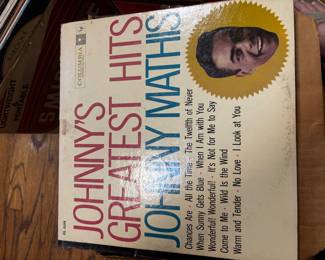 COLUMBIA
JOHNNY'S
GREATEST HITS
JOHNNY MATHIS
Chances Are - All the Time - The Twelfth of Never
When Sunny Gets Blue - When I Am with You
Wonderful! Wonderful! - It's Not for Me to Say
Come to Me - Wild Is the Wind
Warm and Tender - No Love - I Look at You